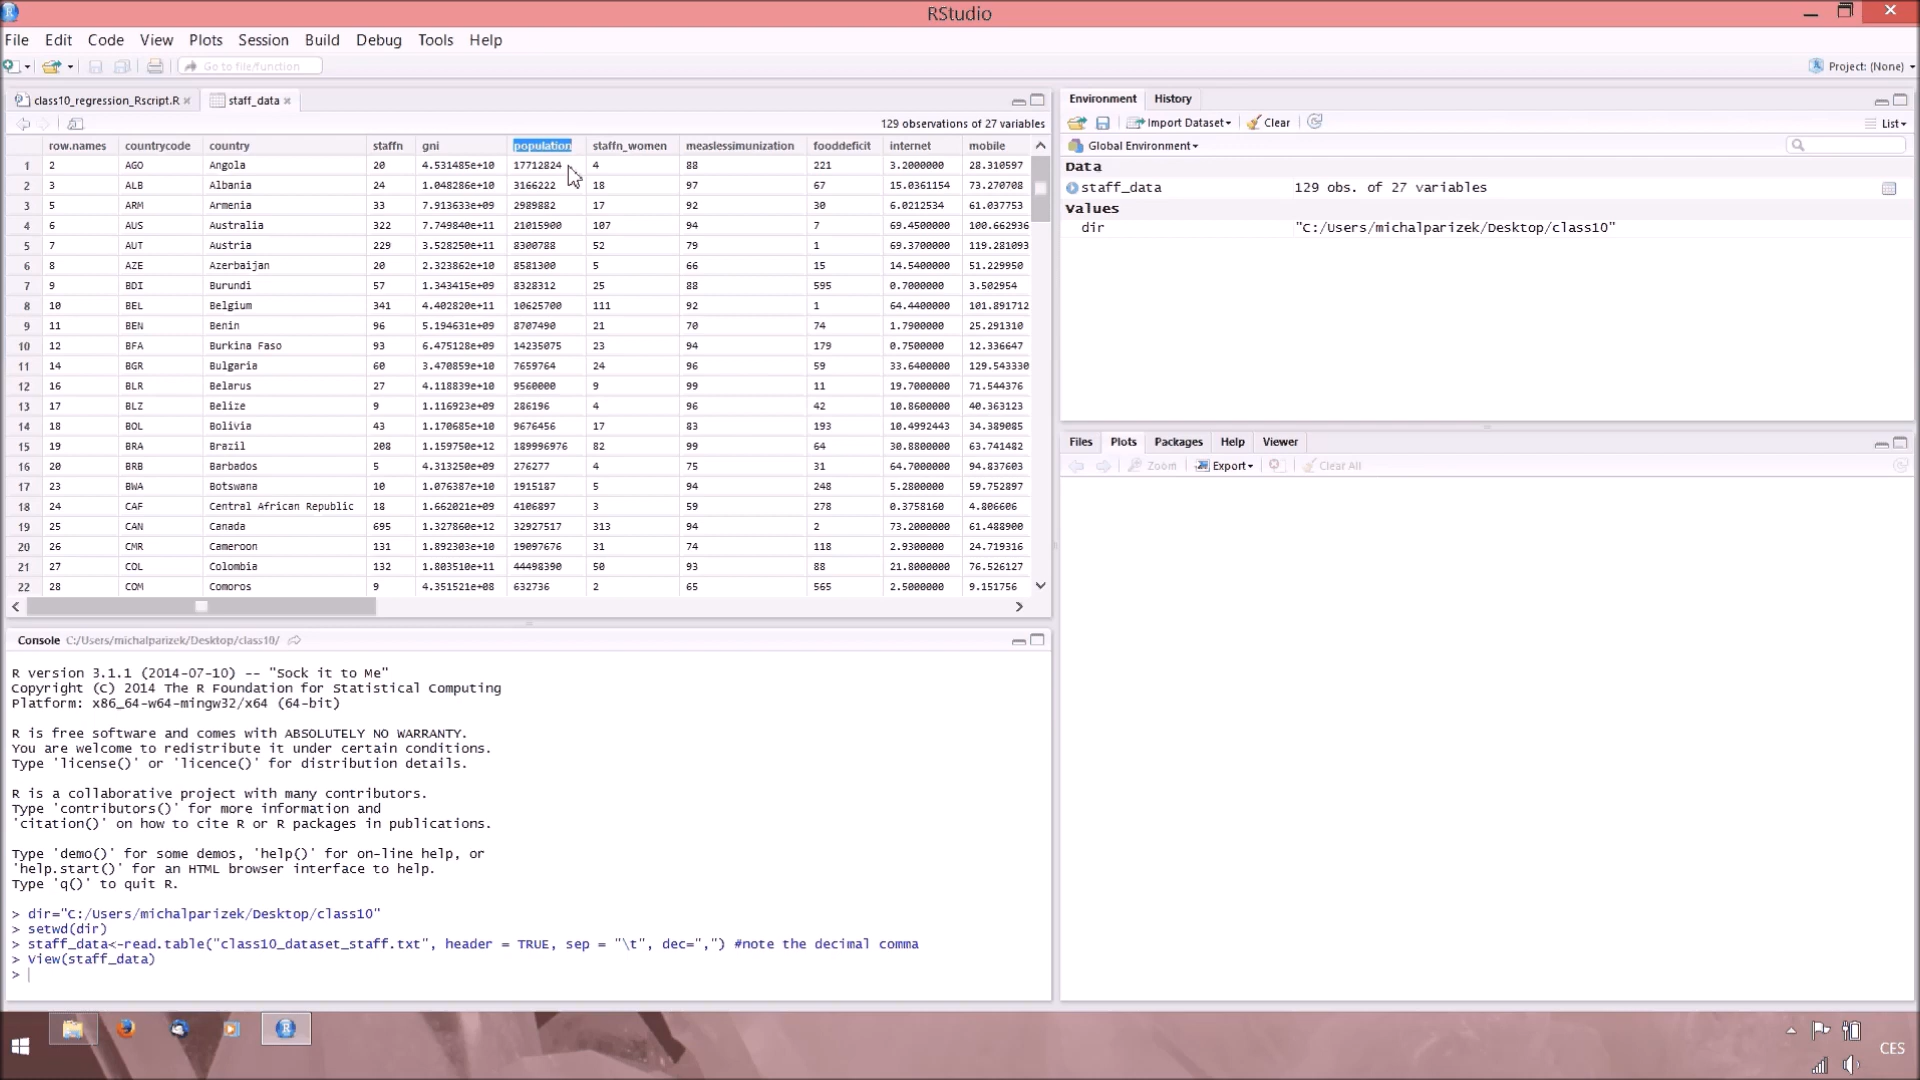 RStudio
File Edit Code View Plots Session Build Debug Tools Help
Go to file/function
Project: (None)
class10_regression_Rscript.R staff_data
129 observations of 27 variables
row.names countrycode country staffn gni population staffn_women measlessimunization fooddeficit internet mobile
1 2 AGO Angola 20 4.531485e+10 17712824 4 88 221 3.2000000 28.310597
2 3 ALB Albania 24 1.048286e+10 3166222 18 97 67 15.0361154 73.270708
3 5 ARM Armenia 33 7.913633e+09 2989882 17 92 30 6.0212534 61.037753
4 6 AUS Australia 322 7.749840e+11 21015900 107 94 7 69.4500000 100.662936
5 7 AUT Austria 229 3.528250e+11 8300788 52 79 1 69.3700000 119.281093
6 8 AZE Azerbaijan 20 2.323862e+10 8581300 5 66 15 14.5400000 51.229950
7 9 BDI Burundi 57 1.343415e+09 8328312 25 88 595 0.7000000 3.502954
8 10 BEL Belgium 341 4.402820e+11 10625700 111 92 1 64.4400000 101.891712
9 11 BEN Benin 96 5.194631e+09 8707490 21 70 74 1.7900000 25.291310
10 12 BFA Burkina Faso 93 6.475128e+09 14235075 23 94 179 0.7500000 12.336647
11 14 BGR Bulgaria 60 3.470859e+10 7659764 24 96 59 33.6400000 129.543330
12 16 BLR Belarus 27 4.118839e+10 9560000 9 99 11 19.7000000 71.544376
13 17 BLZ Belize 9 1.116923e+09 286196 4 96 42 10.8600000 40.363123
14 18 BOL Bolivia 43 1.170685e+10 9676456 17 83 193 10.4992443 34.389085
15 19 BRA Brazil 208 1.159750e+12 189996976 82 99 64 30.8800000 63.741482
16 20 BRB Barbados 5 4.313250e+09 276277 4 75 31 64.7000000 94.837603
17 23 BWA Botswana 10 1.076387e+10 1915187 5 94 248 5.2800000 59.752897
18 24 CAF Central African Republic 18 1.662021e+09 4106897 3 59 278 0.3758160 4.806606
19 25 CAN Canada 695 1.327860e+12 32927517 313 94 2 73.2000000 61.488900
20 26 CMR Cameroon 131 1.892303e+10 19097676 31 74 118 2.9300000 24.719316
21 27 COL Colombia 132 1.803510e+11 44498390 50 93 88 21.8000000 76.526127
22 28 COM Comoros 9 4.351521e+08 632736 2 65 565 2.5000000 9.151756
Environment History
Import Dataset Clear List
Global Environment
Data
staff_data 129 obs. of 27 variables
Values
dir "C:/Users/michalparizek/Desktop/class10"
Files Plots Packages Help Viewer
Zoom Export Clear All
Console C:/Users/michalparizek/Desktop/class10/
R version 3.1.1 (2014-07-10) -- "Sock it to Me"
Copyright (C) 2014 The R Foundation for Statistical Computing
Platform: x86_64-w64-mingw32/x64 (64-bit)
R is free software and comes with ABSOLUTELY NO WARRANTY.
You are welcome to redistribute it under certain conditions.
Type 'license()' or 'licence()' for distribution details.
R is a collaborative project with many contributors.
Type 'contributors()' for more information and
'citation()' on how to cite R or R packages in publications.
Type 'demo()' for some demos, 'help()' for on-line help, or
'help.start()' for an HTML browser interface to help.
Type 'q()' to quit R.
> dir="C:/Users/michalparizek/Desktop/class10"
> setwd(dir)
> staff_data<-read.table("class10_dataset_staff.txt", header = TRUE, sep = "\t", dec=",") #note the decimal comma
> View(staff_data)
>
CES